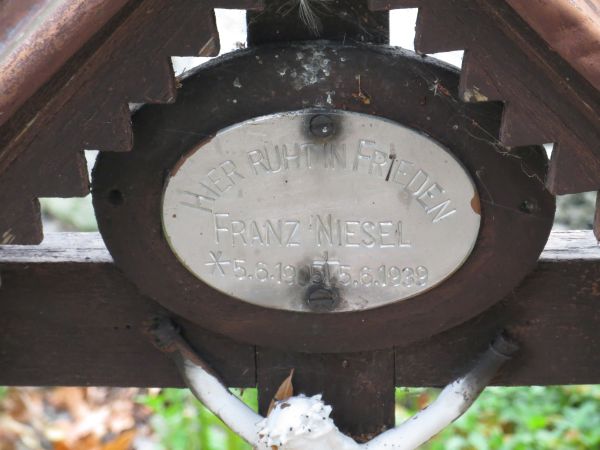 HIER RUHT IN FRIEDEN
FRANZ NIESEL
*5.6.1905 †5.6.1939